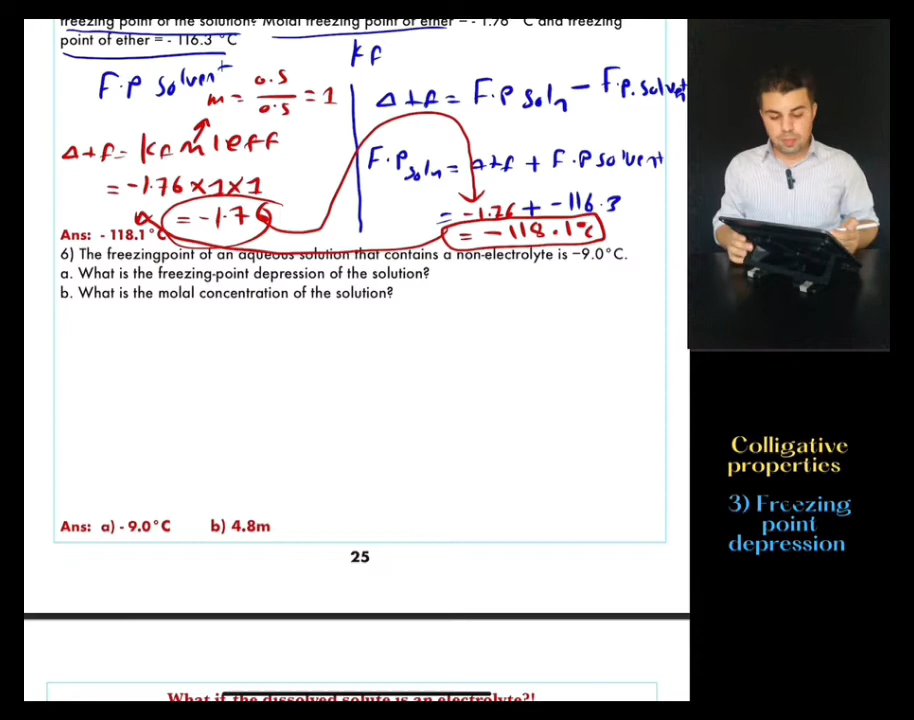 freezing point of the solution? Molal freezing point of ether = - 1.76 °C and freezing
point of ether = - 116.3 °C
kf
F.P solvent
m = 0.5 / 0.5 = 1
Δtf = kf m ieff
= -1.76 × 1 × 1
= -1.76
Δtf = F.P soln - F.P. solvent
F.P soln = Δtf + F.P solvent
= -1.76 + -116.3
= -118.1°C
Ans: - 118.1°C
6) The freezingpoint of an aqueous solution that contains a non-electrolyte is −9.0°C.
a. What is the freezing-point depression of the solution?
b. What is the molal concentration of the solution?
Ans: a) - 9.0°C b) 4.8m
25
What if the dissolved solute is an electrolyte?!
Colligative
properties
3) Freezing
point
depression